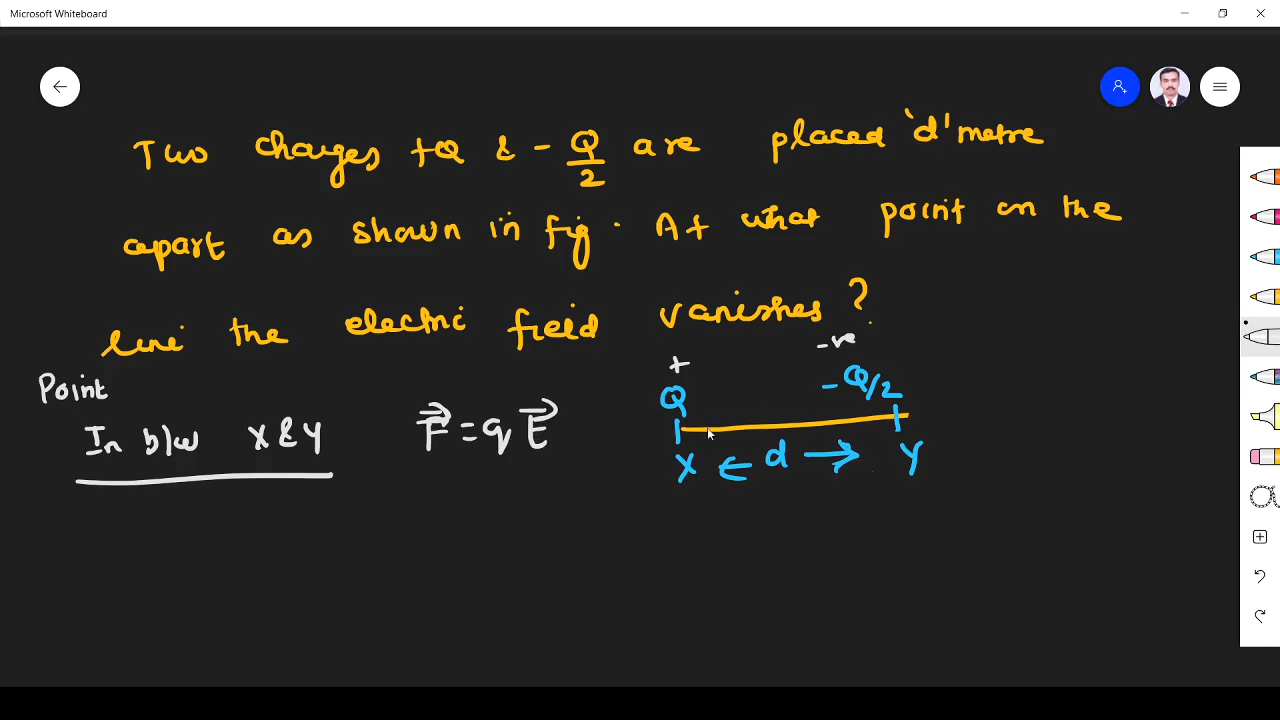 Microsoft Whiteboard
Two charges +Q & - Q/2 are placed 'd' metre
apart as shown in fig. At what point on the
line the electric field vanishes?
Point
In b/w X & Y
F = q E
+ -ve
Q - Q/2
X ← d → Y